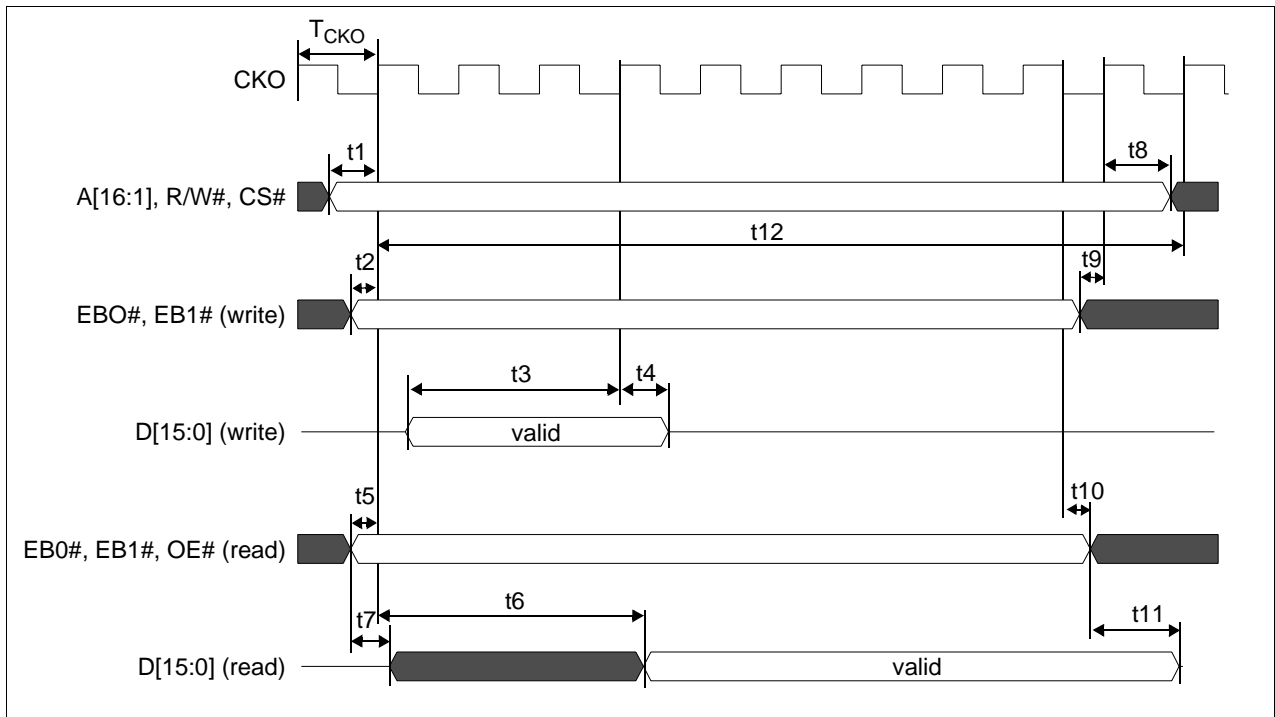 TCKO
CKO
t1
t8
A[16:1], R/W#, CS#
t12
t2
t9
EBO#, EB1# (write)
t3
t4
D[15:0] (write)
valid
t5
t10
EB0#, EB1#, OE# (read)
t6
t7
t11
D[15:0] (read)
valid